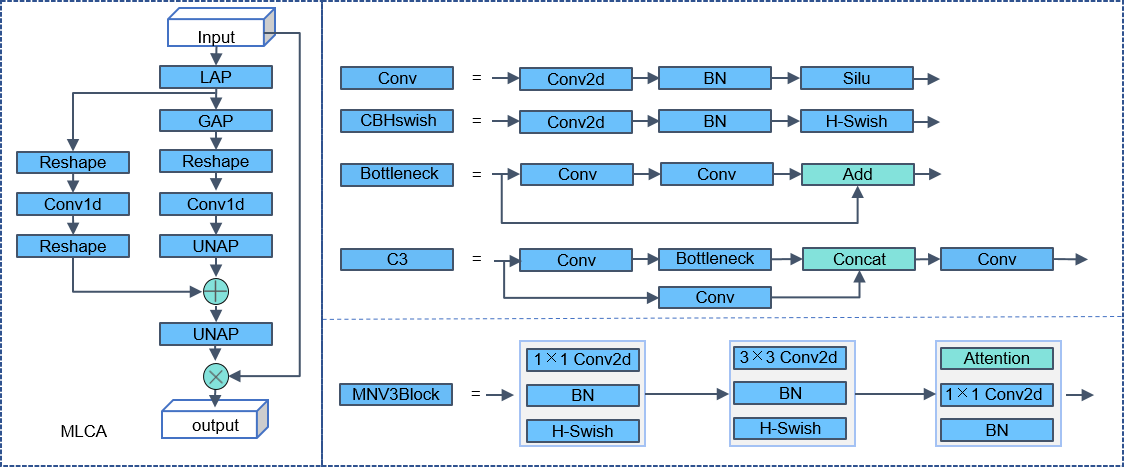 Input
LAP
GAP
Reshape
Reshape
Conv1d
Conv1d
Reshape
UNAP
UNAP
output
MLCA
Conv = Conv2d BN Silu
CBHswish = Conv2d BN H-Swish
Bottleneck = Conv Conv Add
C3 = Conv Bottleneck Concat Conv
Conv
MNV3Block =
1×1 Conv2d
BN
H-Swish
3×3 Conv2d
BN
H-Swish
Attention
1×1 Conv2d
BN